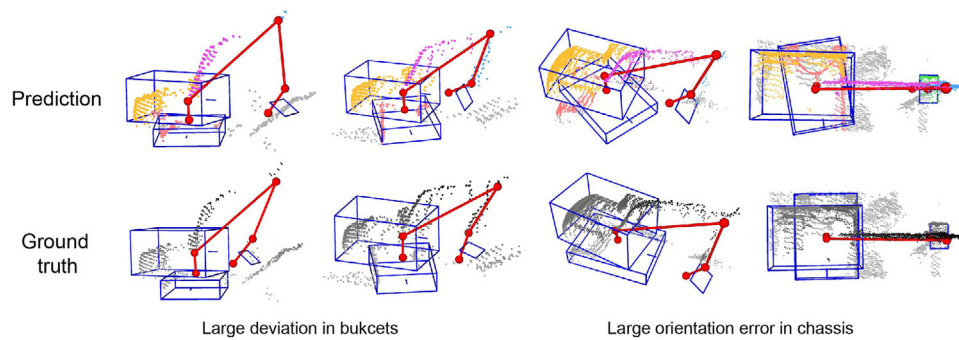 Prediction
Ground
truth
Large deviation in bukcets
Large orientation error in chassis